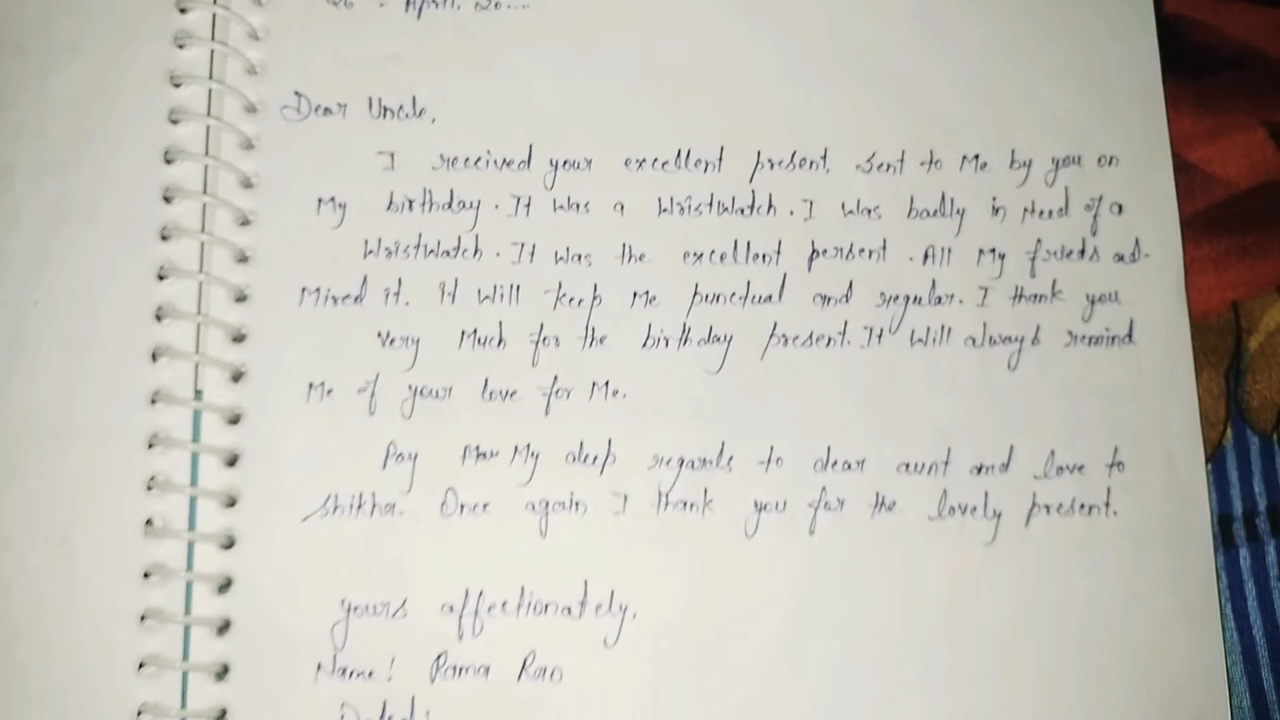 26 . April, 20....
Dear Uncle,
I received your excellent present, sent to Me by you on
My birthday. It was a Wristwatch. I was badly in Need of a
Wristwatch. It was the excellent persent. All My frieds ad-
Mired it. It Will keep Me punctual and regular. I thank you
Very Much for the birthday present. It Will always remind
Me of your love for Me.
Pay My deep regards to dear aunt and love to
Shikha. Once again I thank you for the lovely present.
yours affectionately,
Name! Rama Rao